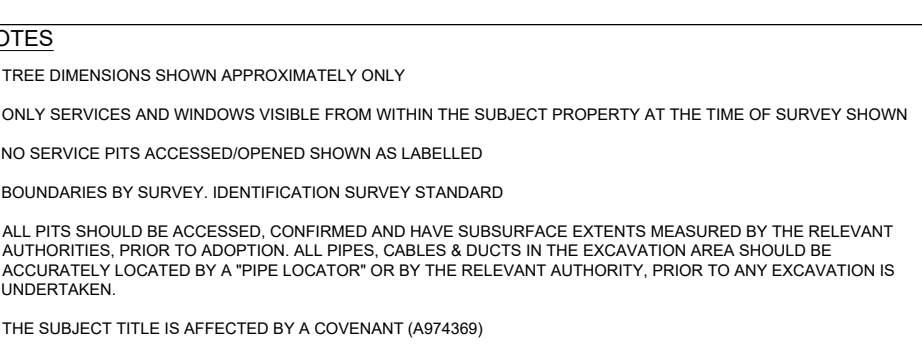 OTES
TREE DIMENSIONS SHOWN APPROXIMATELY ONLY
ONLY SERVICES AND WINDOWS VISIBLE FROM WITHIN THE SUBJECT PROPERTY AT THE TIME OF SURVEY SHOWN
NO SERVICE PITS ACCESSED/OPENED SHOWN AS LABELLED
BOUNDARIES BY SURVEY. IDENTIFICATION SURVEY STANDARD
ALL PITS SHOULD BE ACCESSED, CONFIRMED AND HAVE SUBSURFACE EXTENTS MEASURED BY THE RELEVANT
AUTHORITIES, PRIOR TO ADOPTION. ALL PIPES, CABLES & DUCTS IN THE EXCAVATION AREA SHOULD BE
ACCURATELY LOCATED BY A "PIPE LOCATOR" OR BY THE RELEVANT AUTHORITY, PRIOR TO ANY EXCAVATION IS
UNDERTAKEN.
THE SUBJECT TITLE IS AFFECTED BY A COVENANT (A974369)